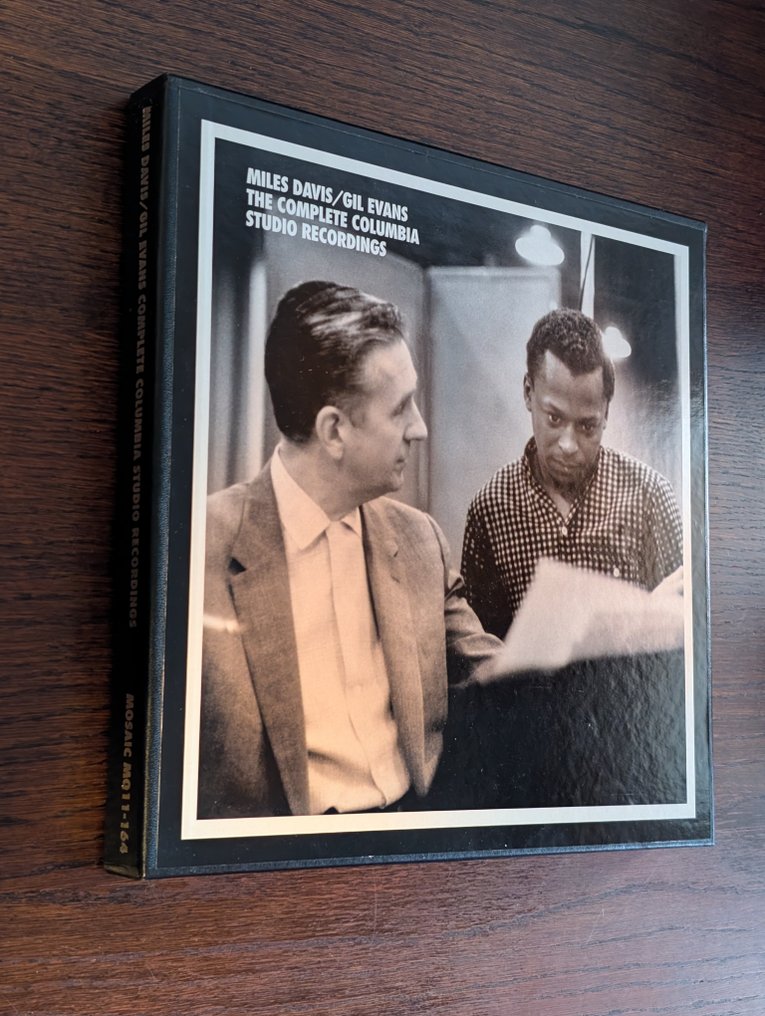 MILES DAVIS/GIL EVANS
THE COMPLETE COLUMBIA
STUDIO RECORDINGS
MILES DAVIS/GIL EVANS COMPLETE COLUMBIA STUDIO RECORDINGS
MOSAIC MQ11-164